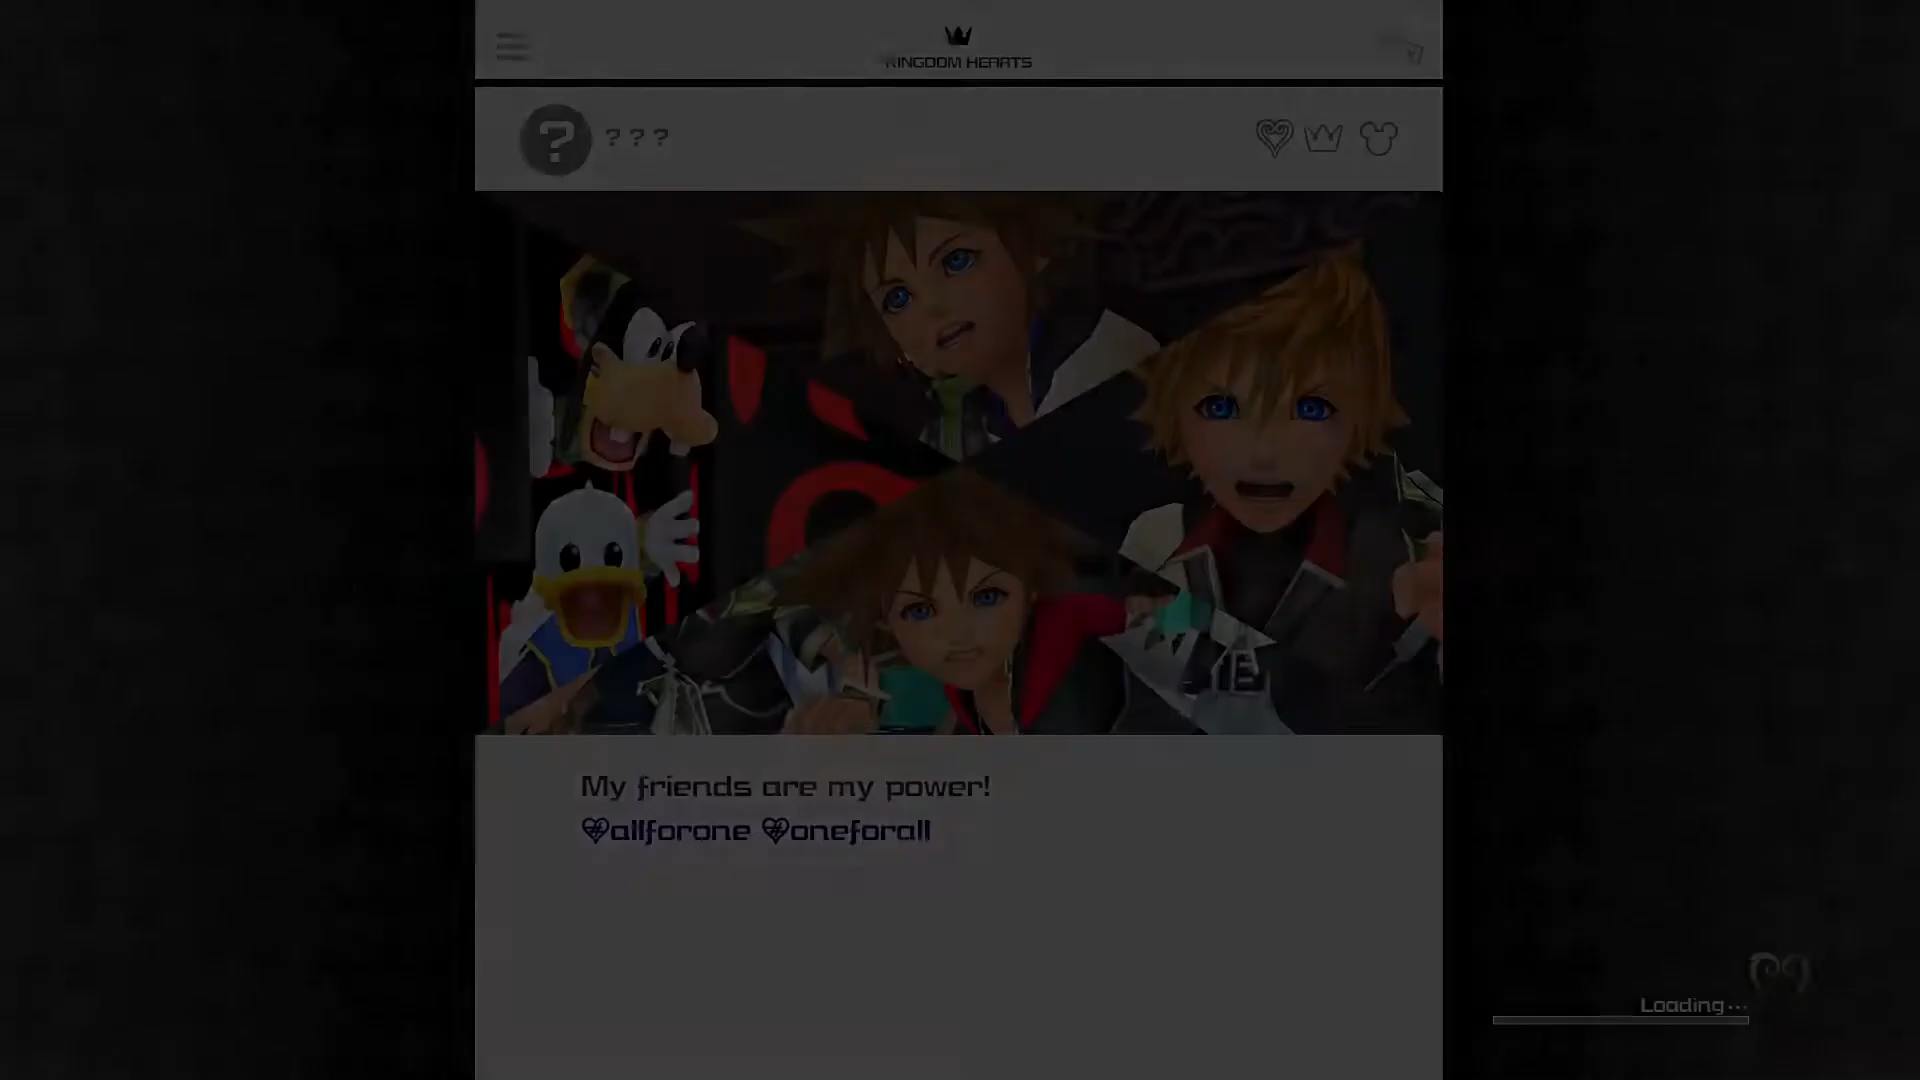 KINGDOM HEARTS
? ? ? ?
My friends are my power!
#allforone #oneforall
Loading...